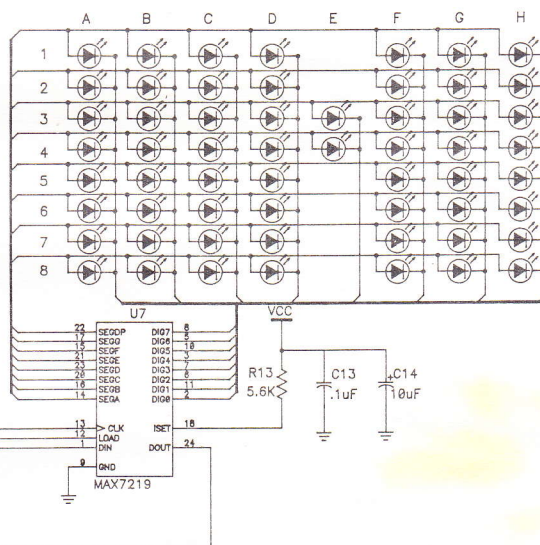 A B C D E F G H
1
2
3
4
5
6
7
8
U7
VCC
22 SEGDP DIG7 8
17 SEGG DIG6 5
15 SEGF DIG5 10
21 SEGE DIG4 3
23 SEGD DIG3 7
20 SEGC DIG2 6
16 SEGB DIG1 11
14 SEGA DIG0 2
R13
5.6K
C13
.1uF
+C14
10uF
13 > CLK ISET 18
12 LOAD DOUT 24
1 DIN
9 GND
MAX7219